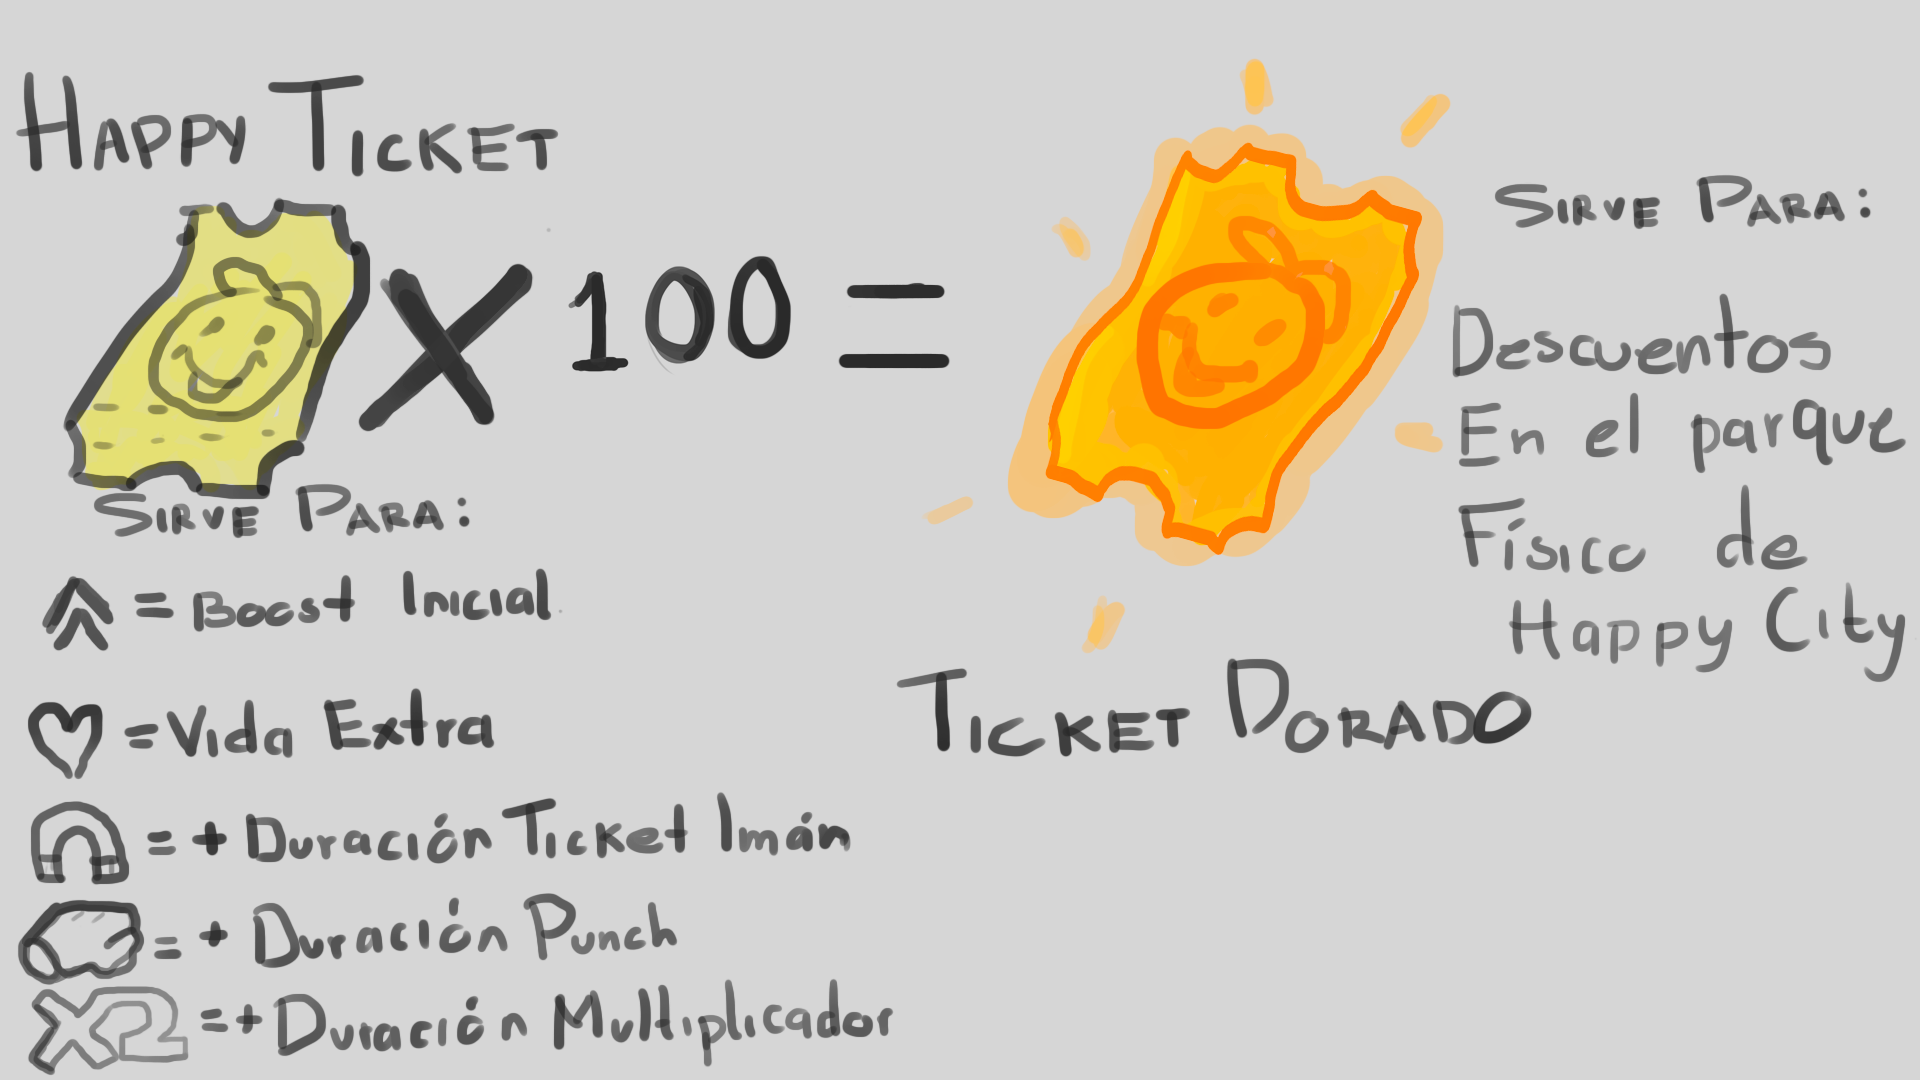 HAPPY TICKET
X 100 =
SIRVE PARA:
= Boost Inicial
= Vida Extra
= + Duración Ticket Imán
= + Duración Punch
X2 = + Duración Multiplicador
TICKET DORADO
SIRVE PARA:
Descuentos
En el parque
Físico de
Happy City